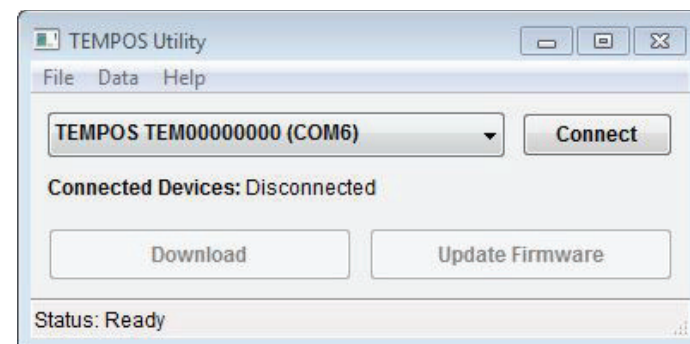 TEMPOS Utility
File Data Help
TEMPOS TEM00000000 (COM6) Connect
Connected Devices: Disconnected
Download Update Firmware
Status: Ready